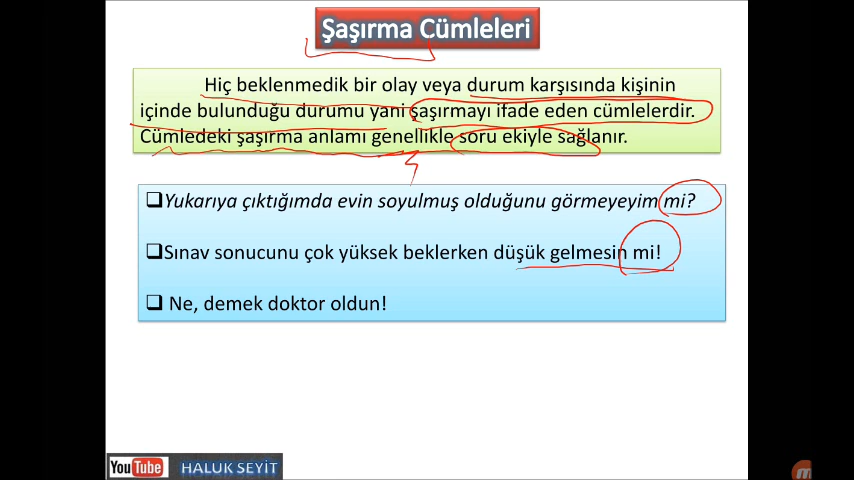 Şaşırma Cümleleri
Hiç beklenmedik bir olay veya durum karşısında kişinin
içinde bulunduğu durumu yani şaşırmayı ifade eden cümlelerdir.
Cümledeki şaşırma anlamı genellikle soru ekiyle sağlanır.
Yukarıya çıktığımda evin soyulmuş olduğunu görmeyeyim mi?
Sınav sonucunu çok yüksek beklerken düşük gelmesin mi!
Ne, demek doktor oldun!
YouTube HALUK SEYİT